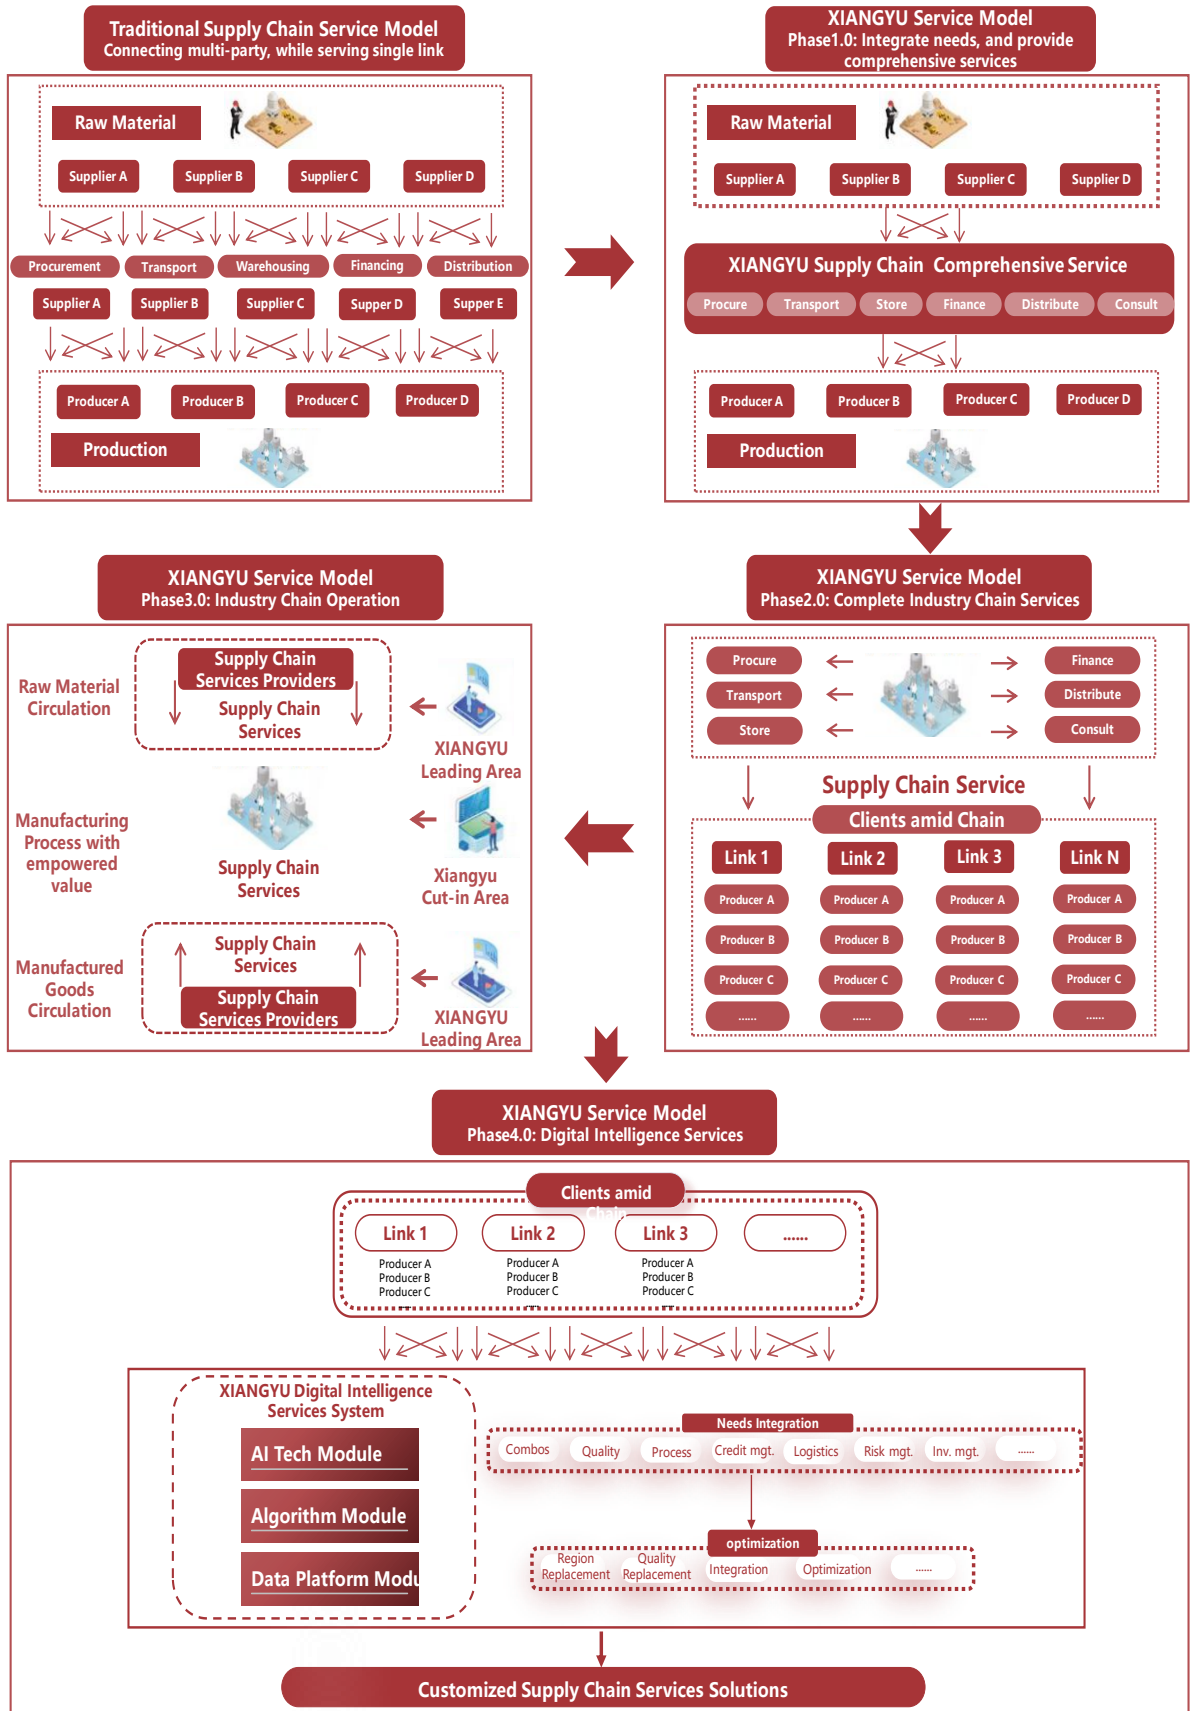 Traditional Supply Chain Service Model
Connecting multi-party, while serving single link
Raw Material
Supplier A
Supplier B
Supplier C
Supplier D
Procurement
Transport
Warehousing
Financing
Distribution
Supplier A
Supplier B
Supplier C
Supper D
Supper E
Producer A
Producer B
Producer C
Producer D
Production
XIANGYU Service Model
Phase1.0: Integrate needs, and provide
comprehensive services
Raw Material
Supplier A
Supplier B
Supplier C
Supplier D
XIANGYU Supply Chain Comprehensive Service
Procure
Transport
Store
Finance
Distribute
Consult
Producer A
Producer B
Producer C
Producer D
Production
XIANGYU Service Model
Phase2.0: Complete Industry Chain Services
Procure
Transport
Store
Finance
Distribute
Consult
Supply Chain Service
Clients amid Chain
Link 1
Link 2
Link 3
Link N
Producer A
Producer A
Producer A
Producer A
Producer B
Producer B
Producer B
Producer B
Producer C
Producer C
Producer C
Producer C
......
......
......
......
XIANGYU Service Model
Phase3.0: Industry Chain Operation
Raw Material
Circulation
Supply Chain
Services Providers
Supply Chain
Services
XIANGYU
Leading Area
Manufacturing
Process with
empowered
value
Supply Chain
Services
Xiangyu
Cut-in Area
Manufactured
Goods
Circulation
Supply Chain
Services
Supply Chain
Services Providers
XIANGYU
Leading Area
XIANGYU Service Model
Phase4.0: Digital Intelligence Services
Clients amid
Chain
Link 1
Link 2
Link 3
......
Producer A
Producer B
Producer C
......
Producer A
Producer B
Producer C
......
Producer A
Producer B
Producer C
......
XIANGYU Digital Intelligence
Services System
AI Tech Module
Algorithm Module
Data Platform Modu
Needs Integration
Combos
Quality
Process
Credit mgt.
Logistics
Risk mgt.
Inv. mgt.
......
optimization
Region
Replacement
Quality
Replacement
Integration
Optimization
......
Customized Supply Chain Services Solutions